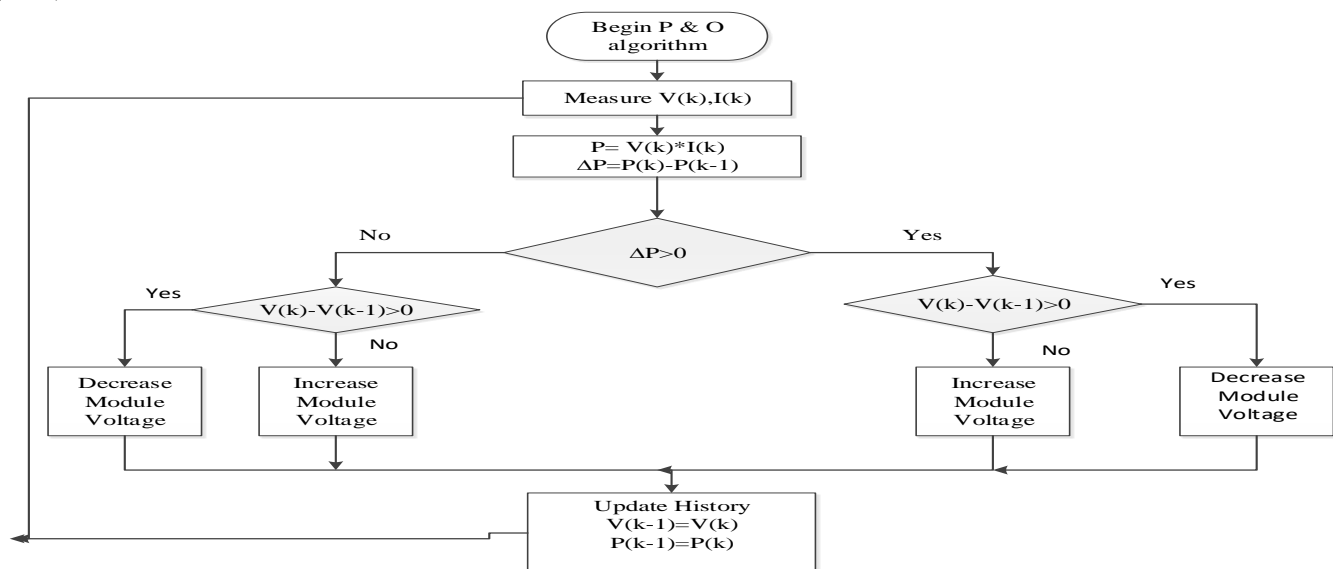 Begin P & O
algorithm
Measure V(k),I(k)
P= V(k)*I(k)
ΔP=P(k)-P(k-1)
No
Yes
ΔP>0
Yes
V(k)-V(k-1)>0
No
V(k)-V(k-1)>0
Yes
No
Decrease
Module
Voltage
Increase
Module
Voltage
Increase
Module
Voltage
Decrease
Module
Voltage
Update History
V(k-1)=V(k)
P(k-1)=P(k)